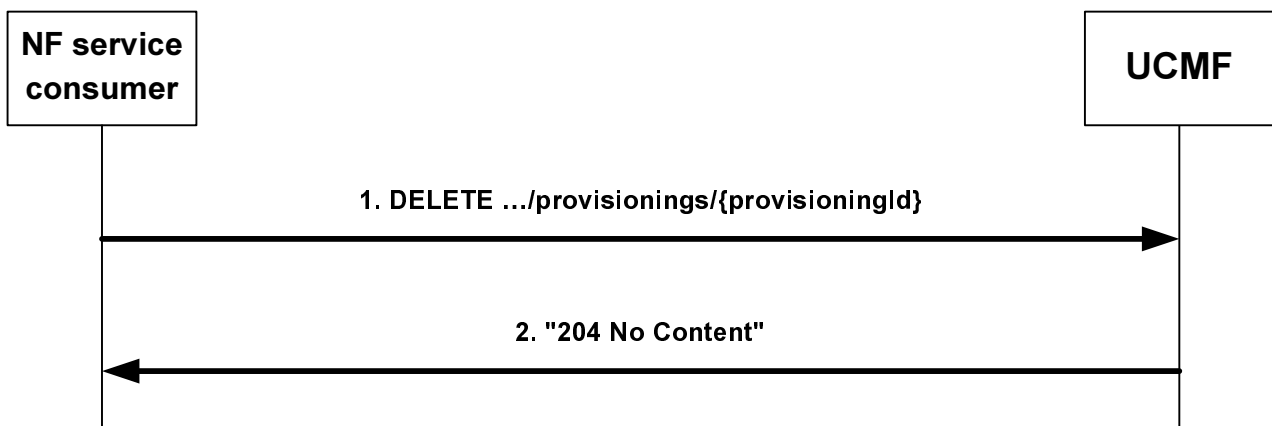 NF service
consumer
UCMF
1. DELETE …/provisionings/{provisioningId}
2. "204 No Content"